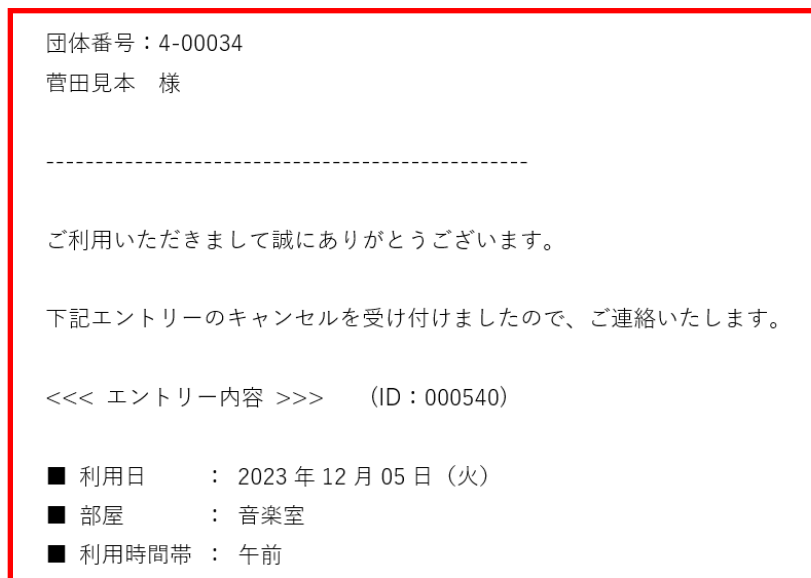 団体番号：4-00034
菅田見本　様
-------------------------------------------------
ご利用いただきまして誠にありがとうございます。
下記エントリーのキャンセルを受け付けましたので、ご連絡いたします。
<<< エントリー内容 >>>　（ID：000540）
■ 利用日　　　： 2023 年 12 月 05 日（火）
■ 部屋　　　　： 音楽室
■ 利用時間帯 ： 午前